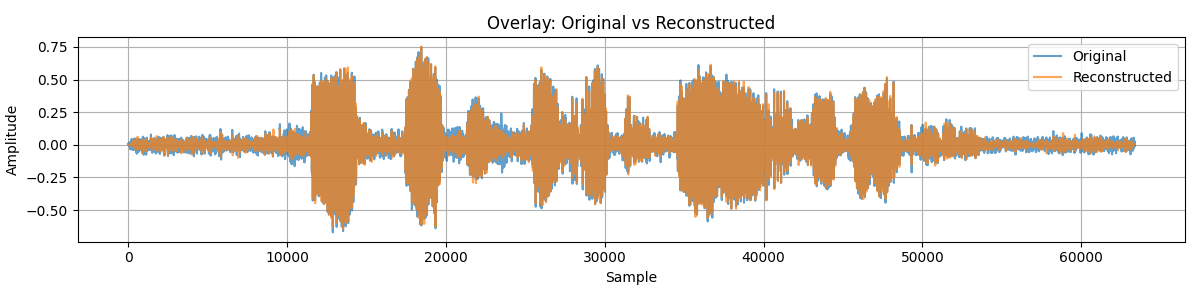 Overlay: Original vs Reconstructed
Original
Reconstructed
Amplitude
0.75
0.50
0.25
0.00
−0.25
−0.50
0 10000 20000 30000 40000 50000 60000
Sample